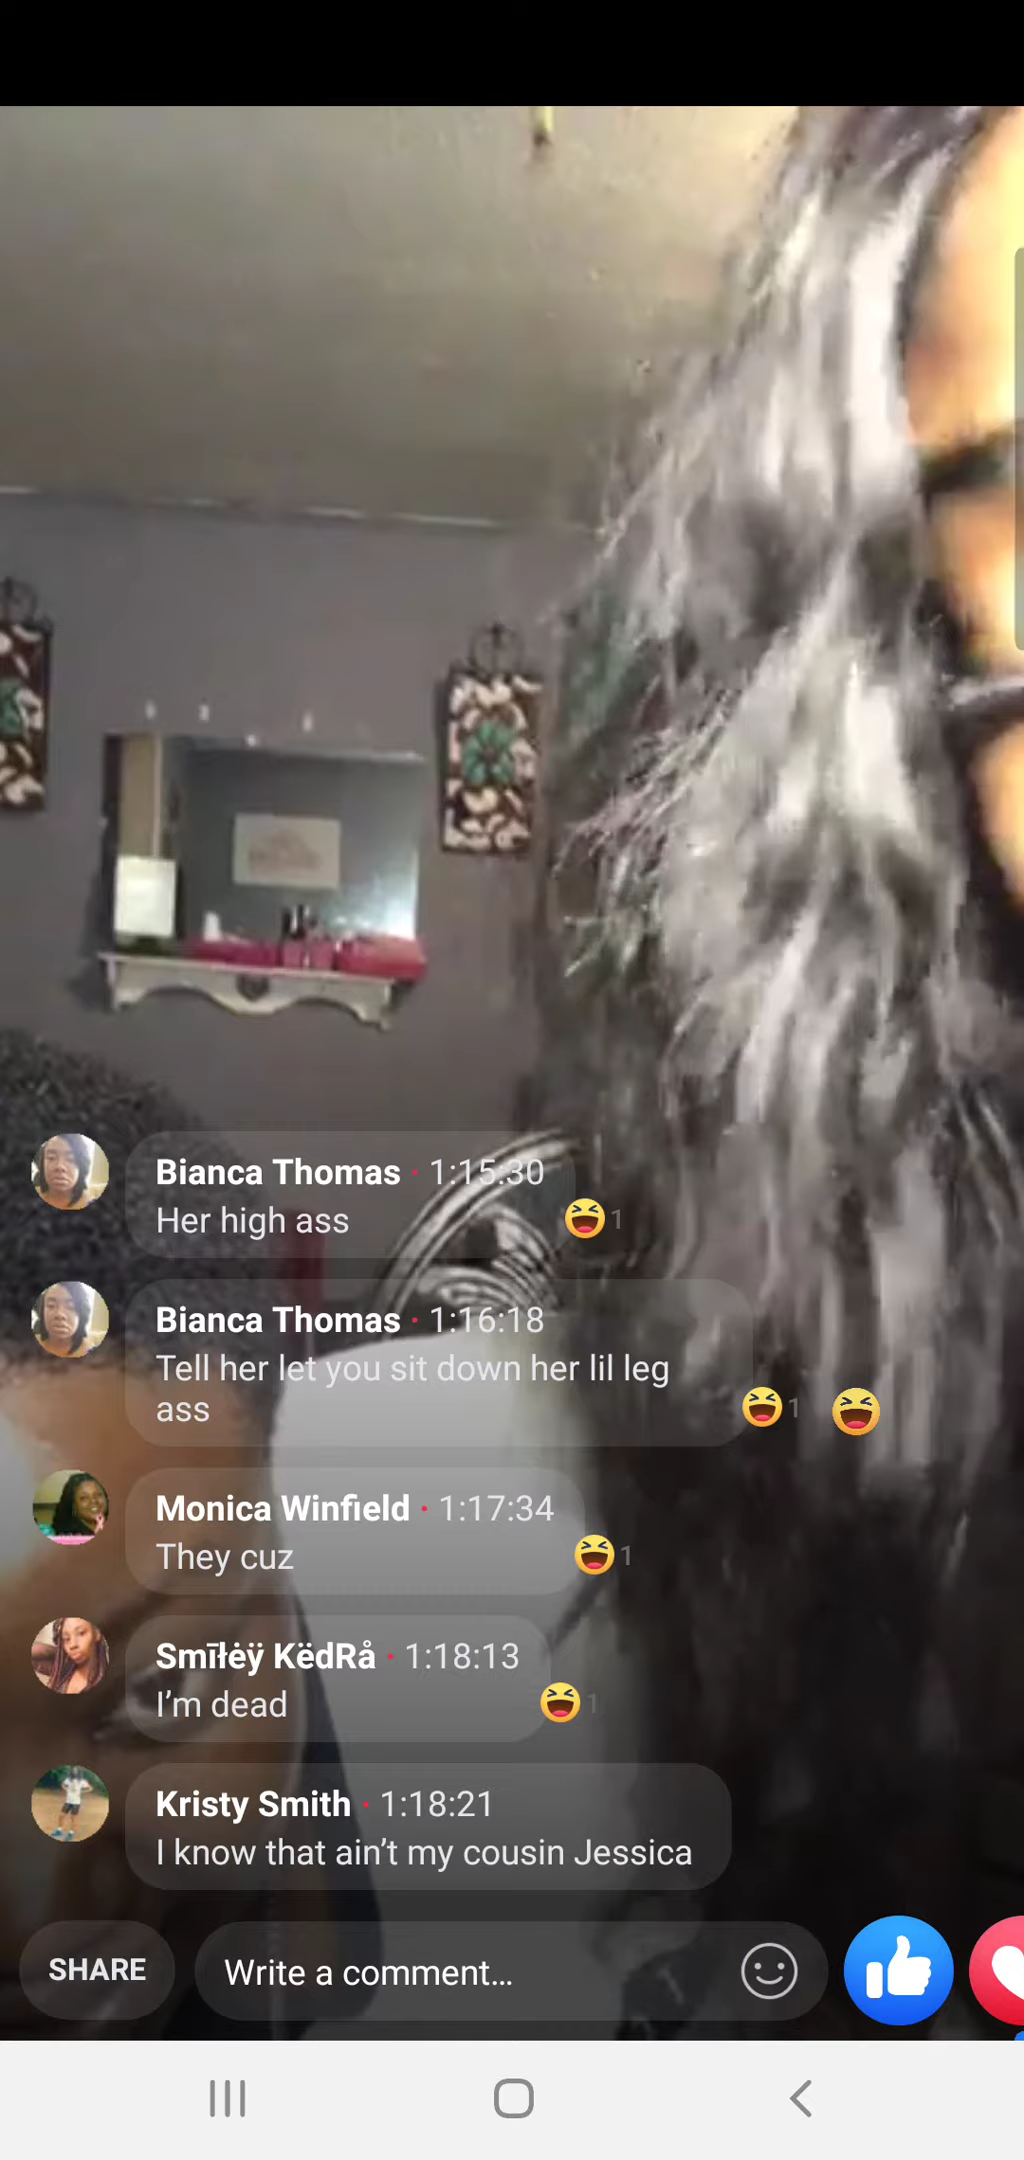 Bianca Thomas · 1:15:30
Her high ass
1
Bianca Thomas · 1:16:18
Tell her let you sit down her lil leg
ass
1
Monica Winfield · 1:17:34
They cuz
1
Smīłėÿ KëdRå · 1:18:13
I’m dead
1
Kristy Smith · 1:18:21
I know that ain’t my cousin Jessica
SHARE
Write a comment...